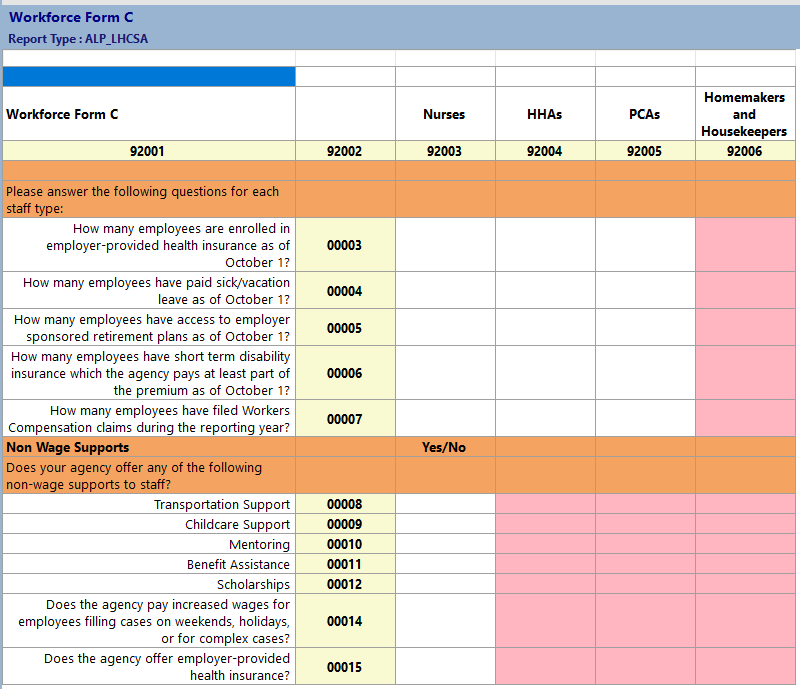 Workforce Form C
Report Type : ALP_LHCSA
Workforce Form C
Nurses
HHAs
PCAs
Homemakers
and
Housekeepers
92001
92002
92003
92004
92005
92006
Please answer the following questions for each
staff type:
How many employees are enrolled in
employer-provided health insurance as of
October 1?
00003
How many employees have paid sick/vacation
leave as of October 1?
00004
How many employees have access to employer
sponsored retirement plans as of October 1?
00005
How many employees have short term disability
insurance which the agency pays at least part of
the premium as of October 1?
00006
How many employees have filed Workers
Compensation claims during the reporting year?
00007
Non Wage Supports
Yes/No
Does your agency offer any of the following
non-wage supports to staff?
Transportation Support
00008
Childcare Support
00009
Mentoring
00010
Benefit Assistance
00011
Scholarships
00012
Does the agency pay increased wages for
employees filling cases on weekends, holidays,
or for complex cases?
00014
Does the agency offer employer-provided
health insurance?
00015